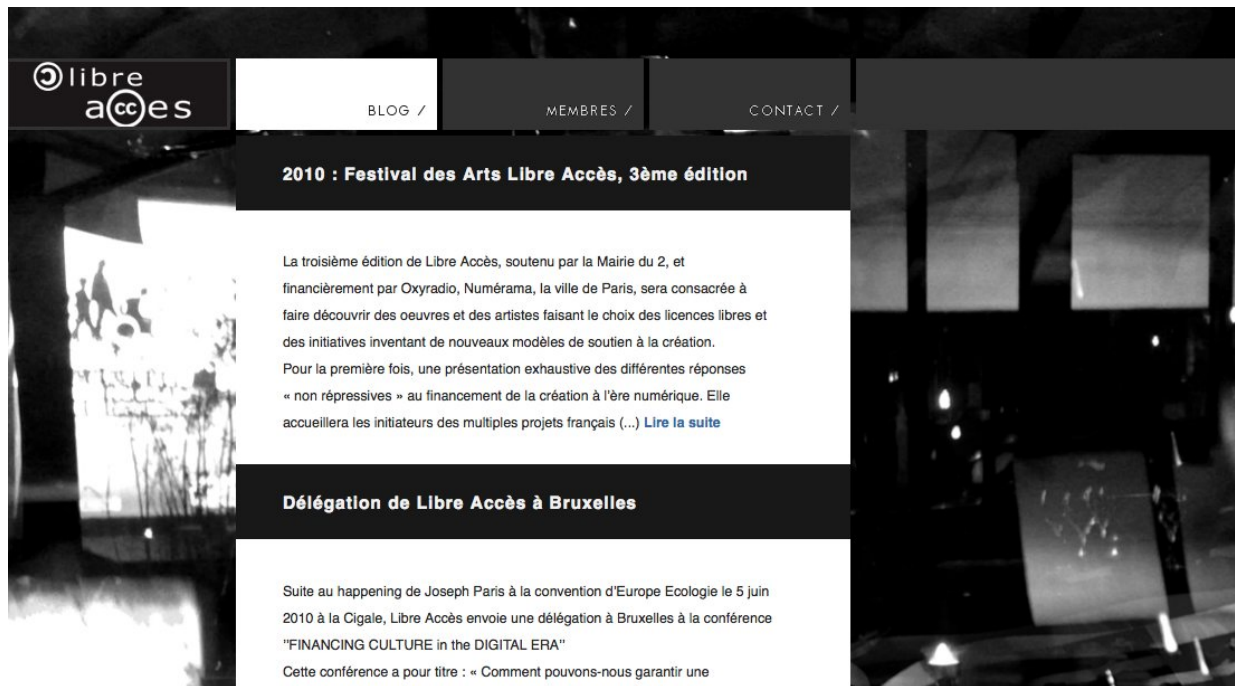 libre
acces
BLOG /
MEMBRES /
CONTACT /
2010 : Festival des Arts Libre Accès, 3ème édition
La troisième édition de Libre Accès, soutenu par la Mairie du 2, et
financièrement par Oxyradio, Numérama, la ville de Paris, sera consacrée à
faire découvrir des oeuvres et des artistes faisant le choix des licences libres et
des initiatives inventant de nouveaux modèles de soutien à la création.
Pour la première fois, une présentation exhaustive des différentes réponses
« non répressives » au financement de la création à l'ère numérique. Elle
accueillera les initiateurs des multiples projets français (...) Lire la suite
Délégation de Libre Accès à Bruxelles
Suite au happening de Joseph Paris à la convention d'Europe Ecologie le 5 juin
2010 à la Cigale, Libre Accès envoie une délégation à Bruxelles à la conférence
"FINANCING CULTURE in the DIGITAL ERA"
Cette conférence a pour titre : « Comment pouvons-nous garantir une